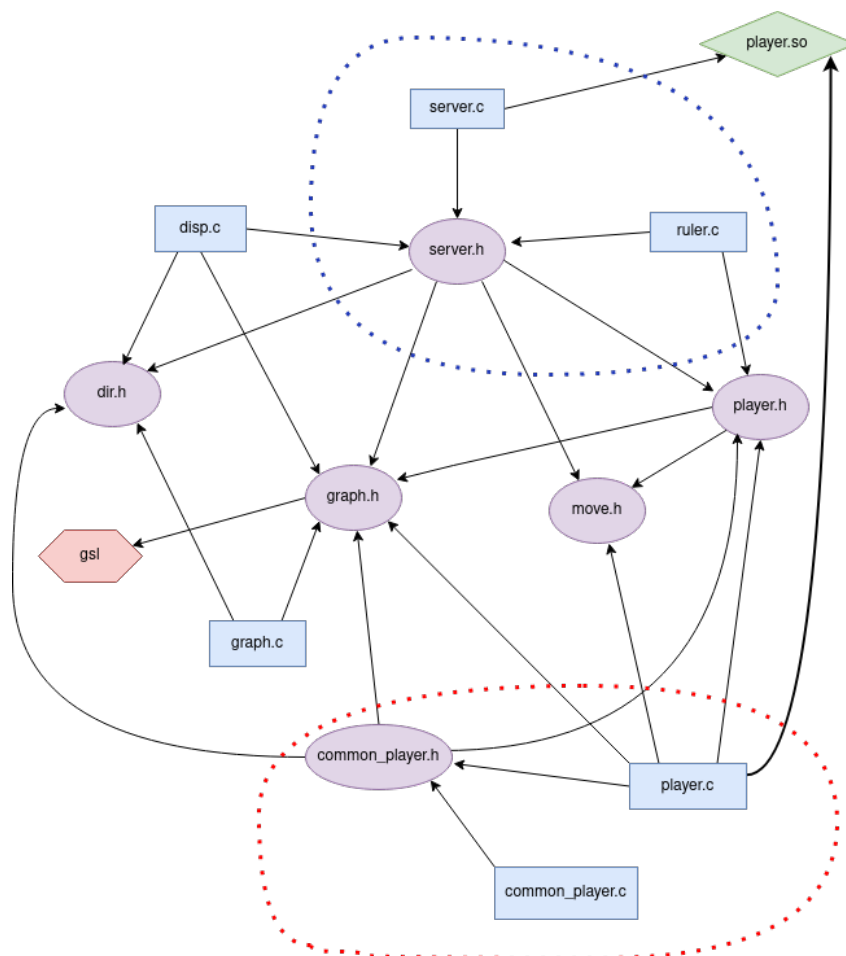 player.so
server.c
disp.c
ruler.c
server.h
dir.h
player.h
graph.h
move.h
gsl
graph.c
common_player.h
player.c
common_player.c